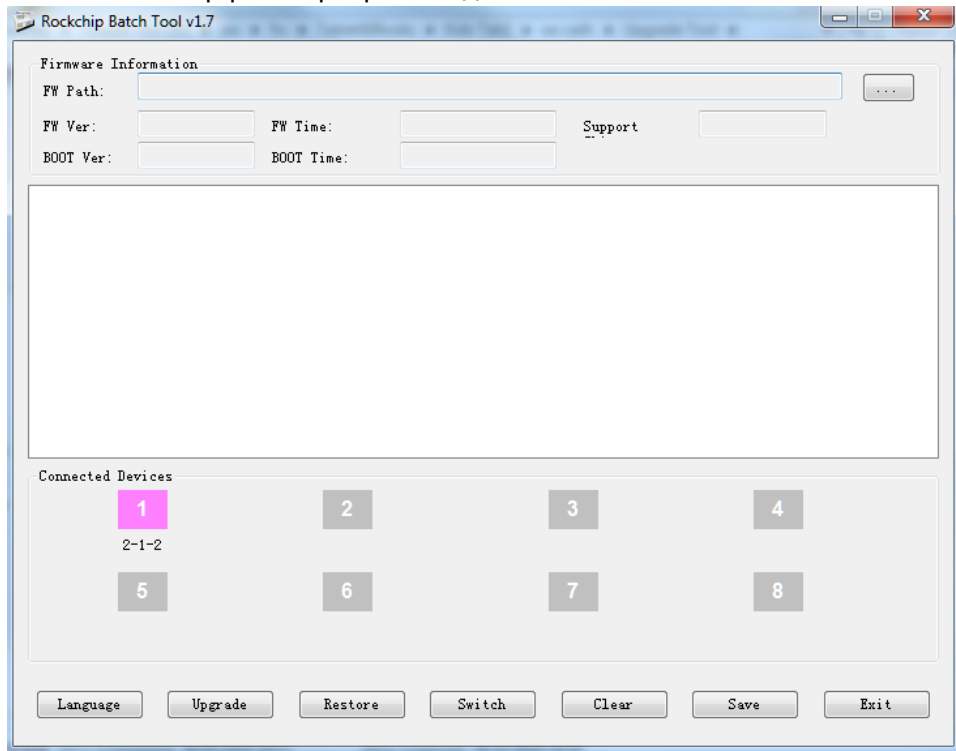 Rockchip Batch Tool v1.7
Firmware Information
FW Path:
...
FW Ver:
FW Time:
Support
BOOT Ver:
BOOT Time:
Connected Devices
1
2
3
4
2-1-2
5
6
7
8
Language
Upgrade
Restore
Switch
Clear
Save
Exit